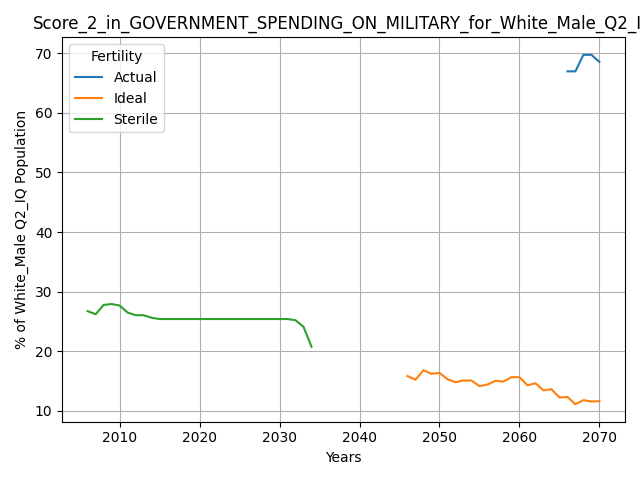 Score_2_in_GOVERNMENT_SPENDING_ON_MILITARY_for_White_Male_Q2_I
Fertility
Actual
Ideal
Sterile
% of White_Male Q2_IQ Population
70
60
50
40
30
20
10
2010 2020 2030 2040 2050 2060 2070
Years